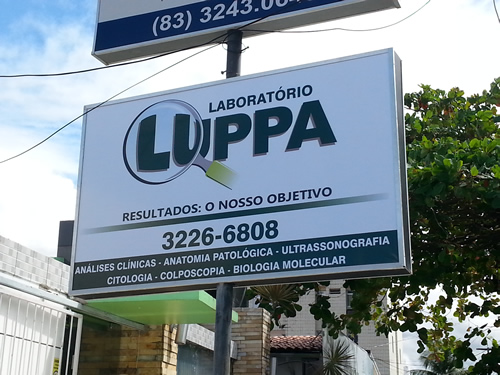 (83) 3243.
LABORATÓRIO
LUPPA
RESULTADOS: O NOSSO OBJETIVO
3226-6808
ANÁLISES CLÍNICAS - ANATOMIA PATOLÓGICA - ULTRASSONOGRAFIA
CITOLOGIA - COLPOSCOPIA - BIOLOGIA MOLECULAR